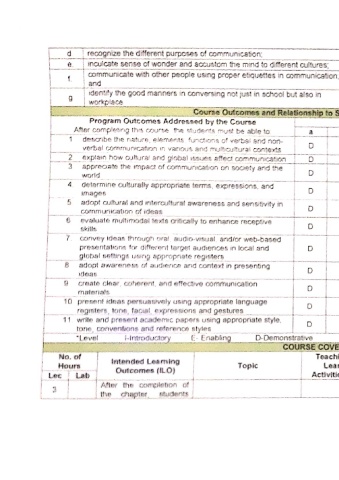 d. recognize the different purposes of communication;
e. inculcate sense of wonder and accustom the mind to different cultures;
f. communicate with other people using proper etiquettes in communication,
and
g identify the good manners in conversing not just in school but also in
workplace
Course Outcomes and Relationship to S
Program Outcomes Addressed by the Course
After completing this course, the students must be able to: a
1 describe the nature, elements, functions of verbal and non-
verbal communication in various and multicultural contexts D
2 explain how cultural and global issues affect communication D
3 appreciate the impact of communication on society and the
world D
4 determine culturally appropriate terms, expressions, and
images D
5 adopt cultural and intercultural awareness and sensitivity in
communication of ideas D
6 evaluate multimodal texts critically to enhance receptive
skills D
7 convey ideas through oral, audio-visual, and/or web-based
presentations for different target audiences in local and
global settings using appropriate registers D
8 adopt awareness of audience and context in presenting
ideas D
9 create clear, coherent, and effective communication
materials D
10 present ideas persuasively using appropriate language
registers, tone, facial, expressions and gestures D
11 write and present academic papers using appropriate style,
tone, conventions and reference styles D
*Level I-Introductory E- Enabling D-Demonstrative
COURSE COVE
No. of Hours
Lec Lab
Intended Learning
Outcomes (ILO)
Topic
Teachi
Lear
Activiti
3 After the completion of
the chapter, students